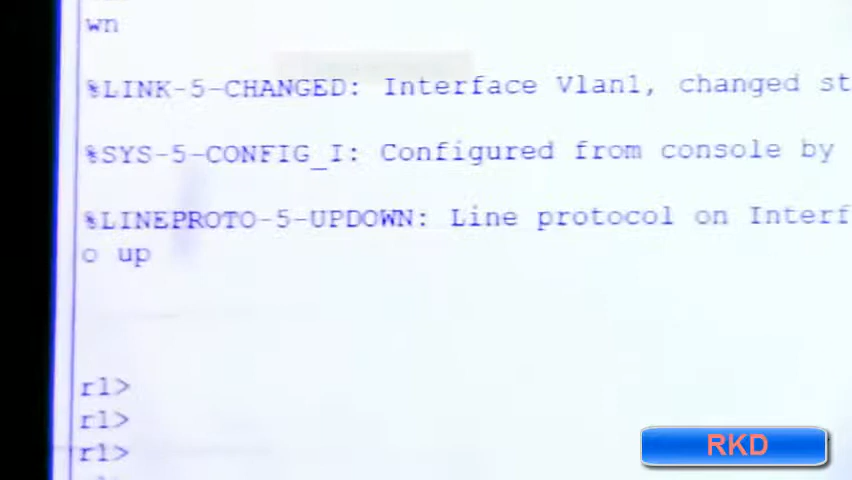 wn
%LINK-5-CHANGED: Interface Vlan1, changed st
%SYS-5-CONFIG_I: Configured from console by
%LINEPROTO-5-UPDOWN: Line protocol on Interf
o up
r1>
r1>
r1>
RKD